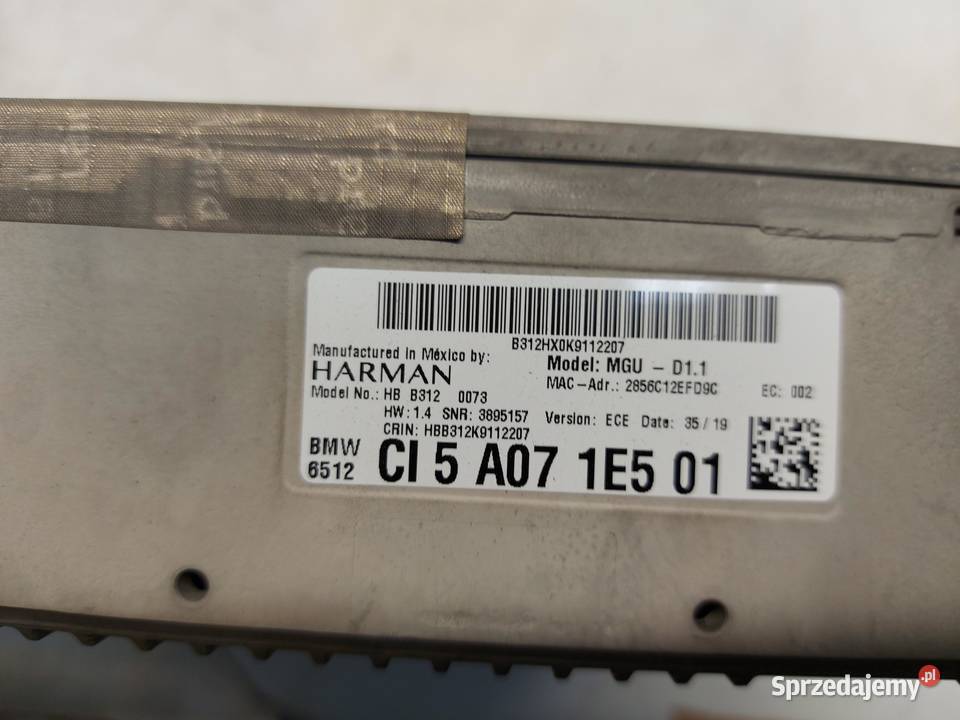 B312HX0K9112207
Manufactured in México by:
HARMAN
Model: MGU - D1.1
MAC-Adr.: 2856C12EFD9C EC: 002
Model No.: HB B312 0073
HW: 1.4 SNR: 3895157 Version: ECE Date: 35/19
CRIN: HBB312K9112207
BMW
6512
CI 5 A07 1E5 01
Sprzedajemy.pl